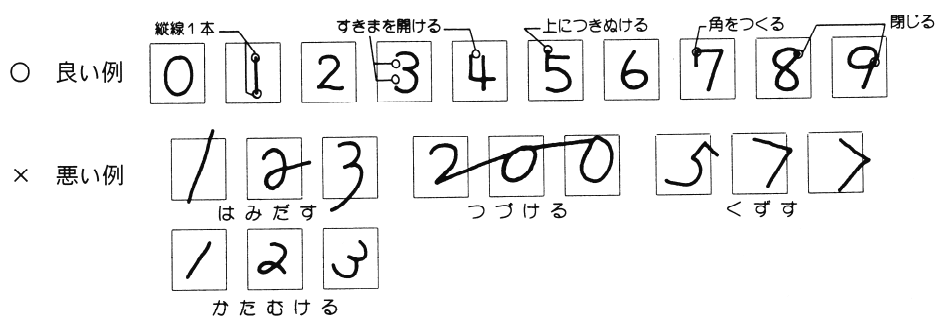 縦線1本 すきまを開ける 上につきぬける 角をつくる 閉じる
○ 良い例 0 1 2 3 4 5 6 7 8 9
× 悪い例 1 2 3 2 0 0 5 7 7
はみだす つづける くずす
1 2 3
かたむける